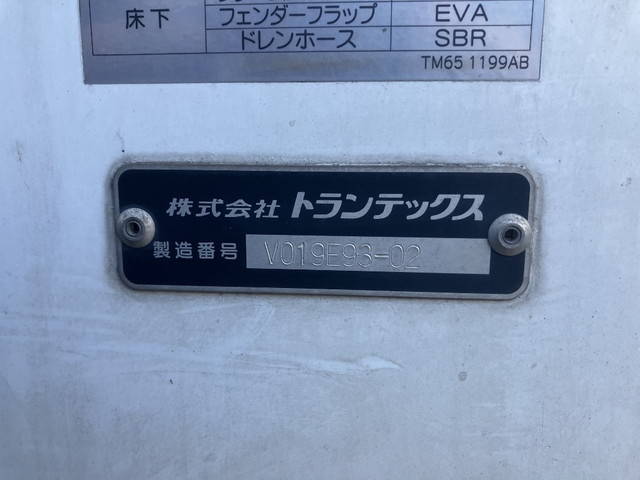 床下
フェンダーフラップ EVA
ドレンホース SBR
TM65 1199AB
株式会社 トランテックス
製造番号 V019E93-02